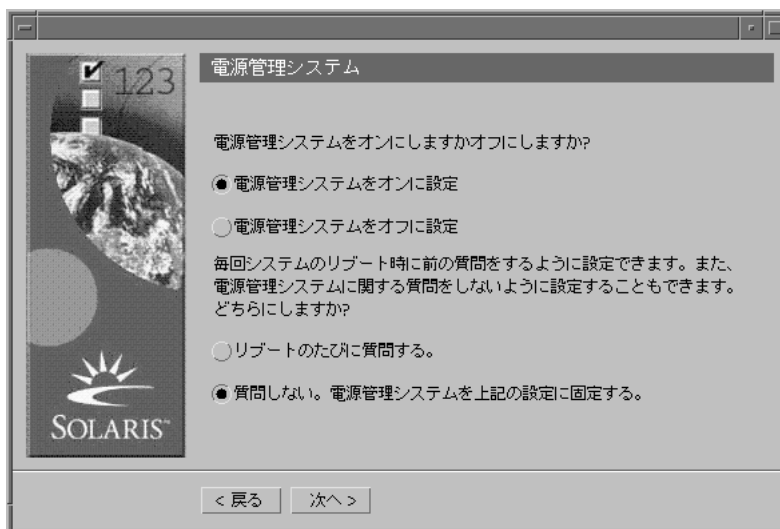 123
電源管理システム
電源管理システムをオンにしますかオフにしますか?
電源管理システムをオンに設定
電源管理システムをオフに設定
毎回システムのリブート時に前の質問をするように設定できます。また、
電源管理システムに関する質問をしないように設定することもできます。
どちらにしますか?
リブートのたびに質問する。
質問しない。電源管理システムを上記の設定に固定する。
SOLARIS™
< 戻る
次へ >